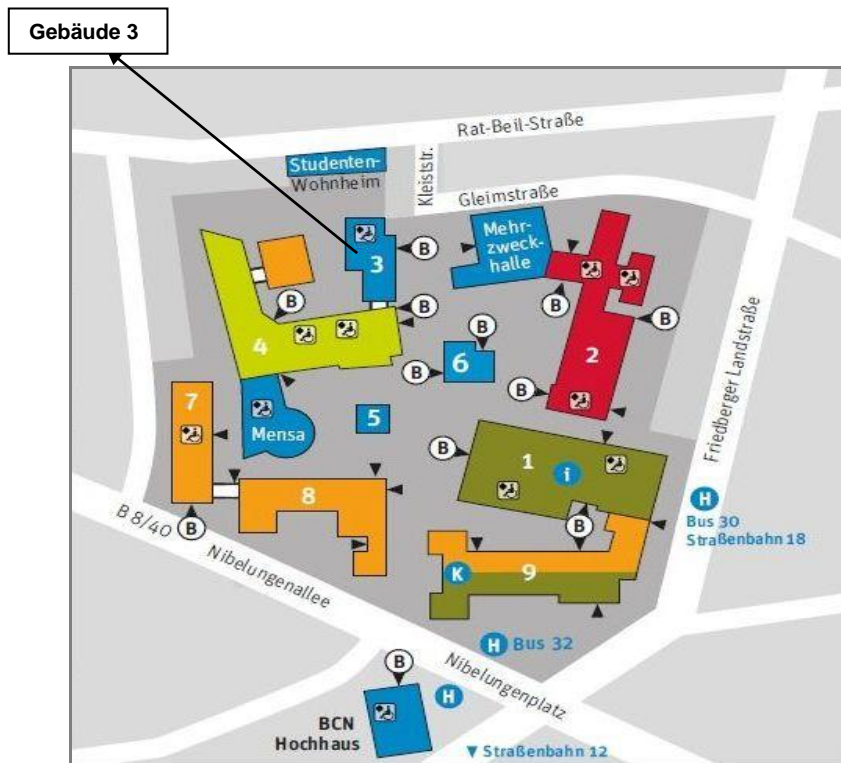 Gebäude 3
Rat-Beil-Straße
Studenten-
Wohnheim
Kleiststr.
Gleimstraße
Mehr-
zweck-
halle
3
B
B
B
B
B
4
6
B
B
2
B
Friedberger Landstraße
7
Mensa
5
B
1
i
8
H
Bus 30
Straßenbahn 18
B
B 8/40
Nibelungenallee
B
K
9
H Bus 32
B
H
Nibelungenplatz
BCN
Hochhaus
▼ Straßenbahn 12